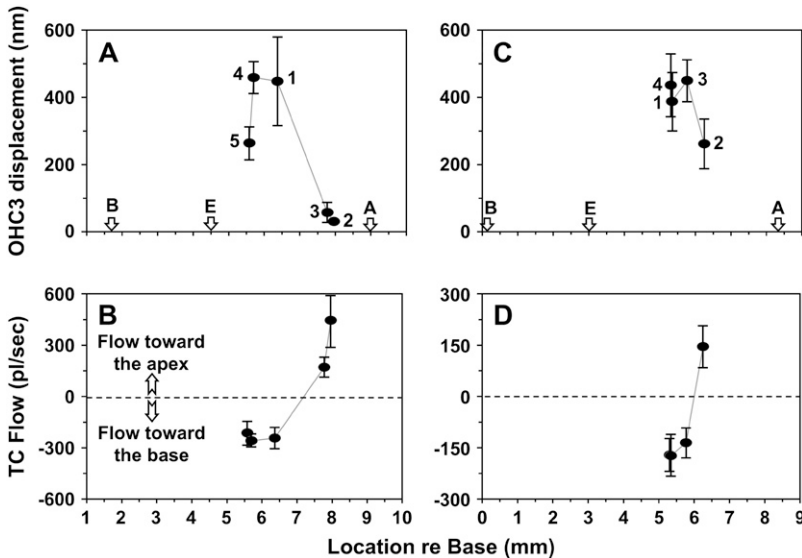 OHC3 displacement (nm)
600
400
200
0
A
4
1
5
3
2
B
E
A
600
400
200
0
C
4
3
1
2
B
E
A
TC Flow (pl/sec)
600
300
0
-300
-600
B
Flow toward
the apex
Flow toward
the base
1 2 3 4 5 6 7 8 9 10
300
150
0
-150
-300
D
0 1 2 3 4 5 6 7 8 9
Location re Base (mm)